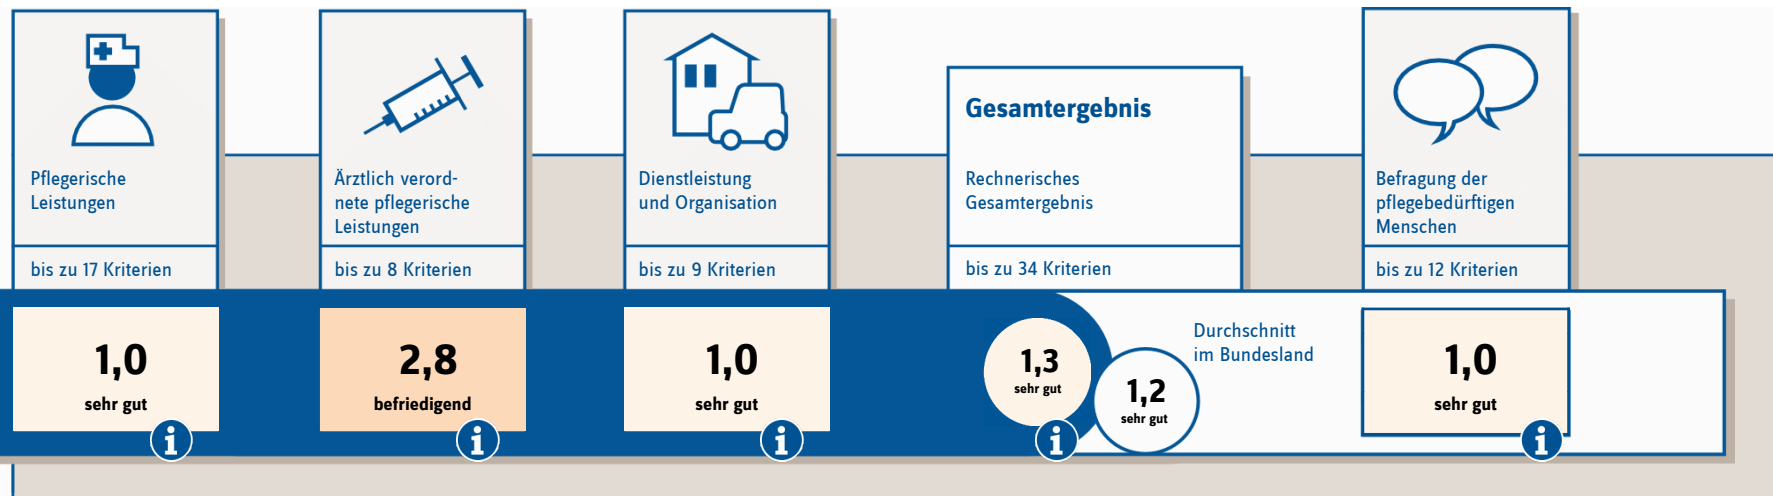 Pflegerische
Leistungen
bis zu 17 Kriterien
1,0
sehr gut
i
Ärztlich verord-
nete pflegerische
Leistungen
bis zu 8 Kriterien
2,8
befriedigend
i
Dienstleistung
und Organisation
bis zu 9 Kriterien
1,0
sehr gut
i
Gesamtergebnis
Rechnerisches
Gesamtergebnis
bis zu 34 Kriterien
1,3
sehr gut
i
1,2
sehr gut
Durchschnitt
im Bundesland
Befragung der
pflegebedürftigen
Menschen
bis zu 12 Kriterien
1,0
sehr gut
i